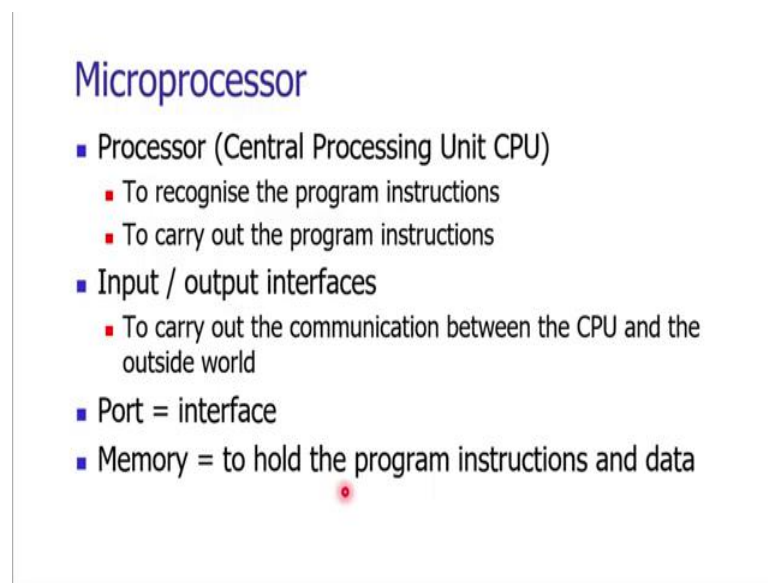 Microprocessor
Processor (Central Processing Unit CPU)
To recognise the program instructions
To carry out the program instructions
Input / output interfaces
To carry out the communication between the CPU and the
outside world
Port = interface
Memory = to hold the program instructions and data